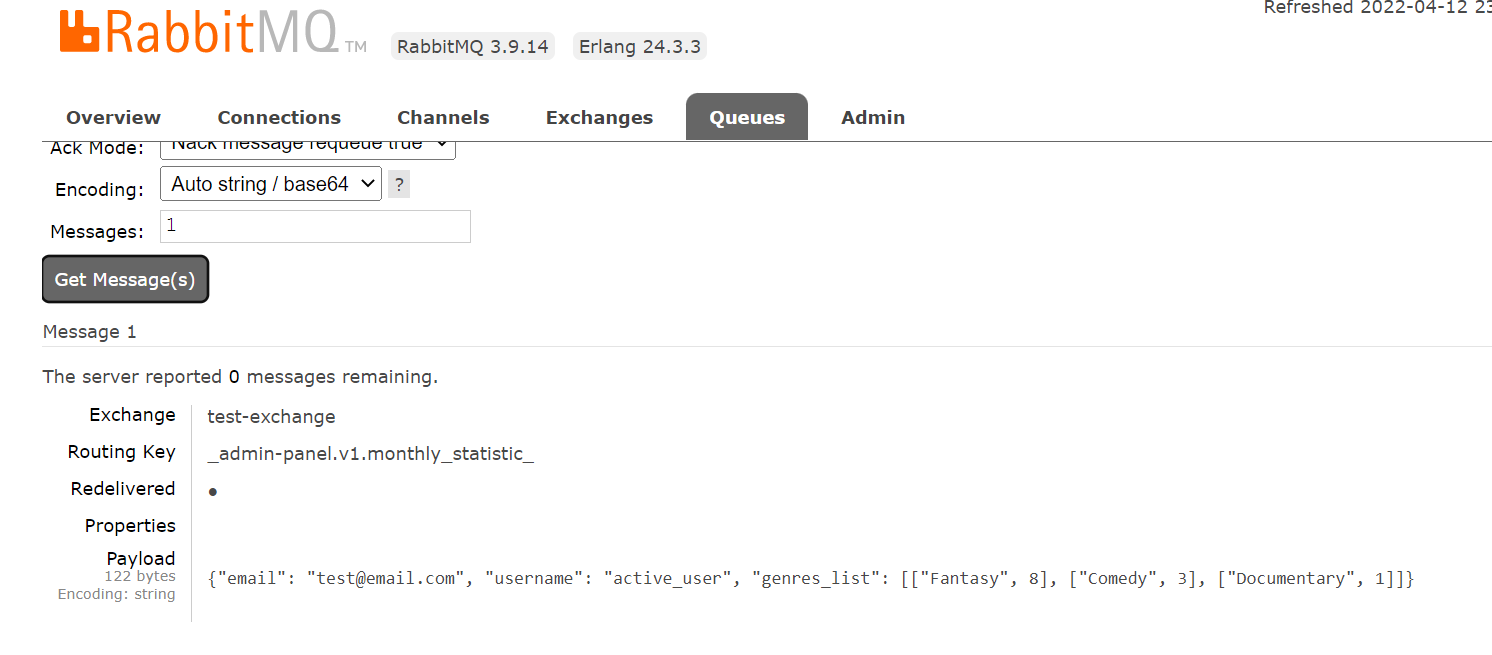 Refreshed 2022-04-12 23
RabbitMQ TM RabbitMQ 3.9.14 Erlang 24.3.3
Overview Connections Channels Exchanges Queues Admin
Ack Mode: Nack message requeue true
Encoding: Auto string / base64 ?
Messages: 1
Get Message(s)
Message 1
The server reported 0 messages remaining.
Exchange test-exchange
Routing Key _admin-panel.v1.monthly_statistic_
Redelivered ●
Properties
Payload
122 bytes
Encoding: string
{"email": "test@email.com", "username": "active_user", "genres_list": [["Fantasy", 8], ["Comedy", 3], ["Documentary", 1]]}